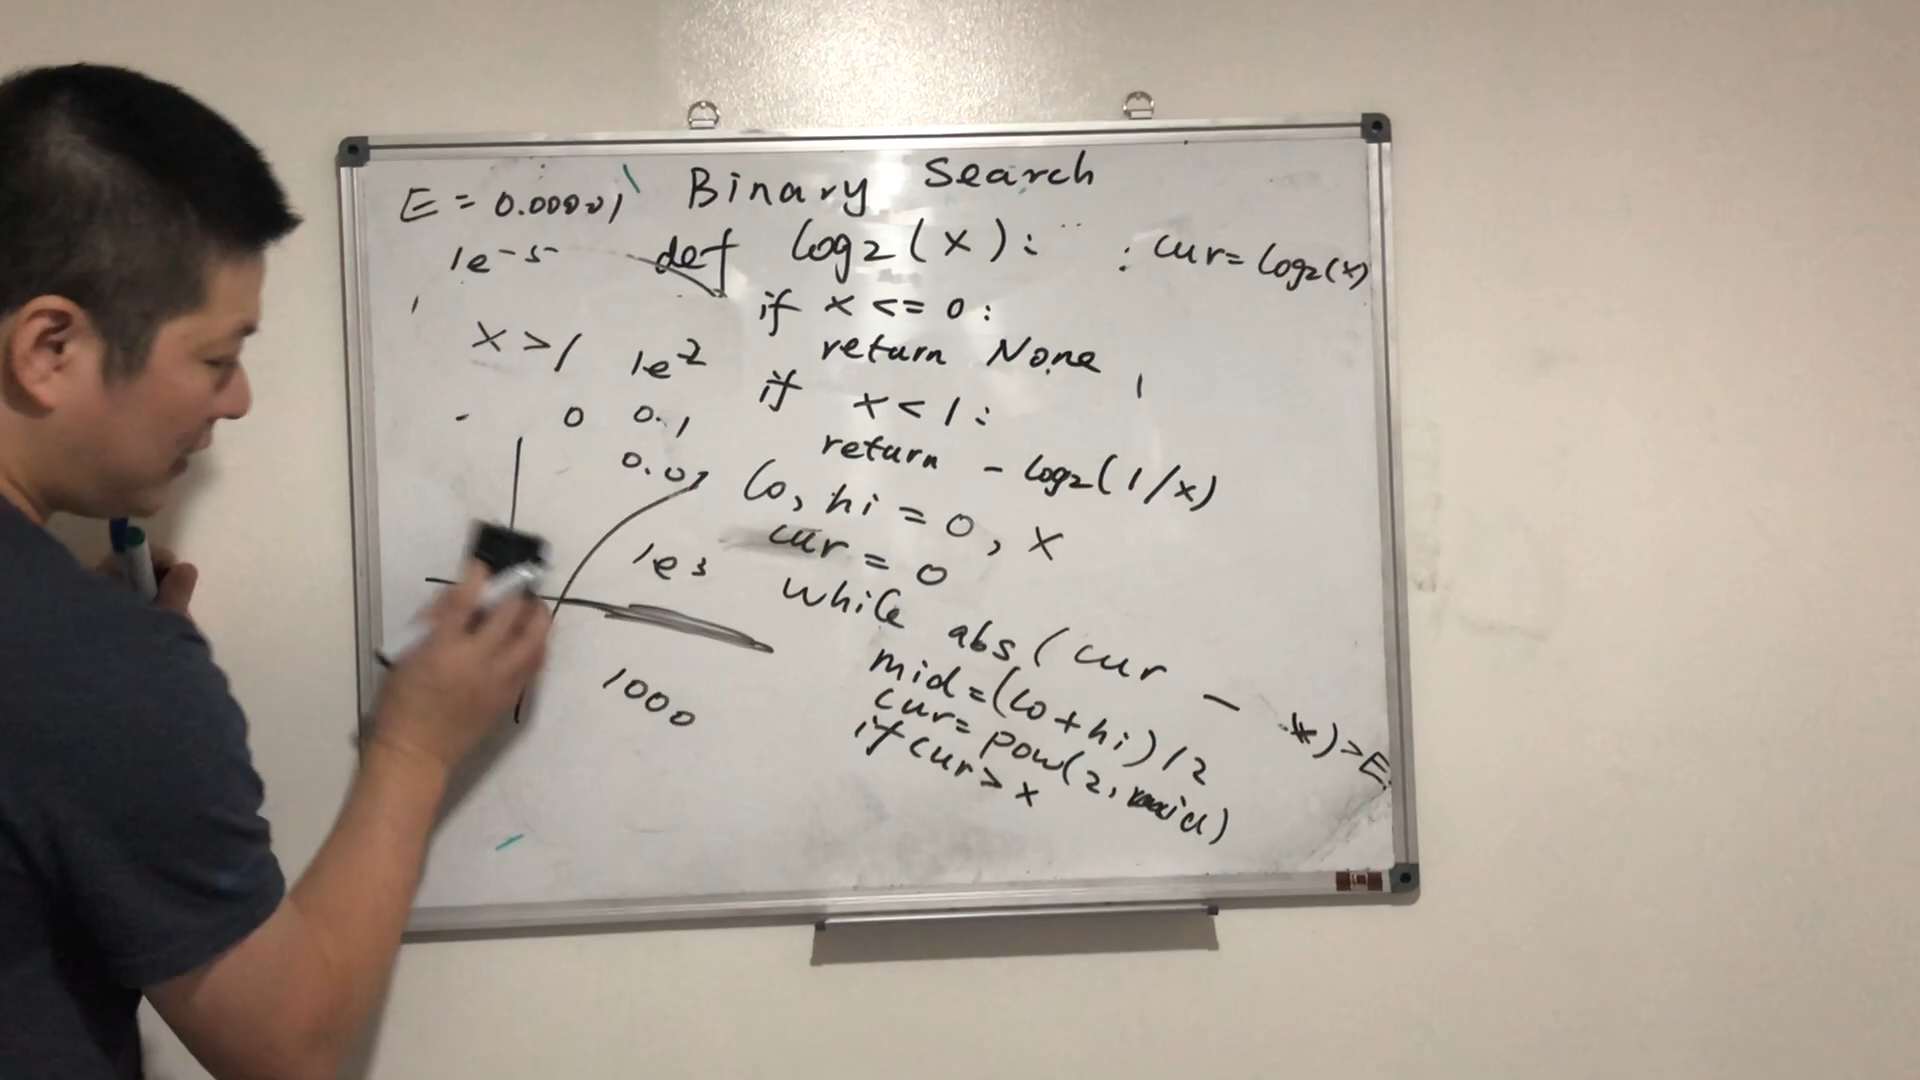 Binary Search
E = 0.00001
1e-5
def log2(x):
: cur = log2(x)
if x <= 0:
return None
x > 1
1e2
if x < 1:
return - log2(1/x)
0 0.1
0.01
lo, hi = 0, x
cur = 0
1e3
while abs(cur - x) > E:
mid = (lo + hi) / 2
cur = pow(2, mid)
if cur > x
1000